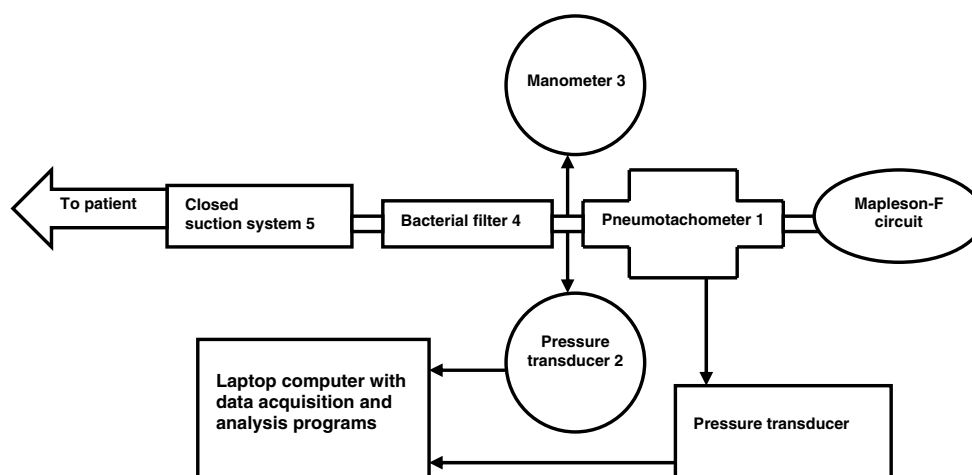 Manometer 3
To patient
Closed
suction system 5
Bacterial filter 4
Pneumotachometer 1
Mapleson-F
circuit
Pressure
transducer 2
Laptop computer with
data acquisition and
analysis programs
Pressure transducer